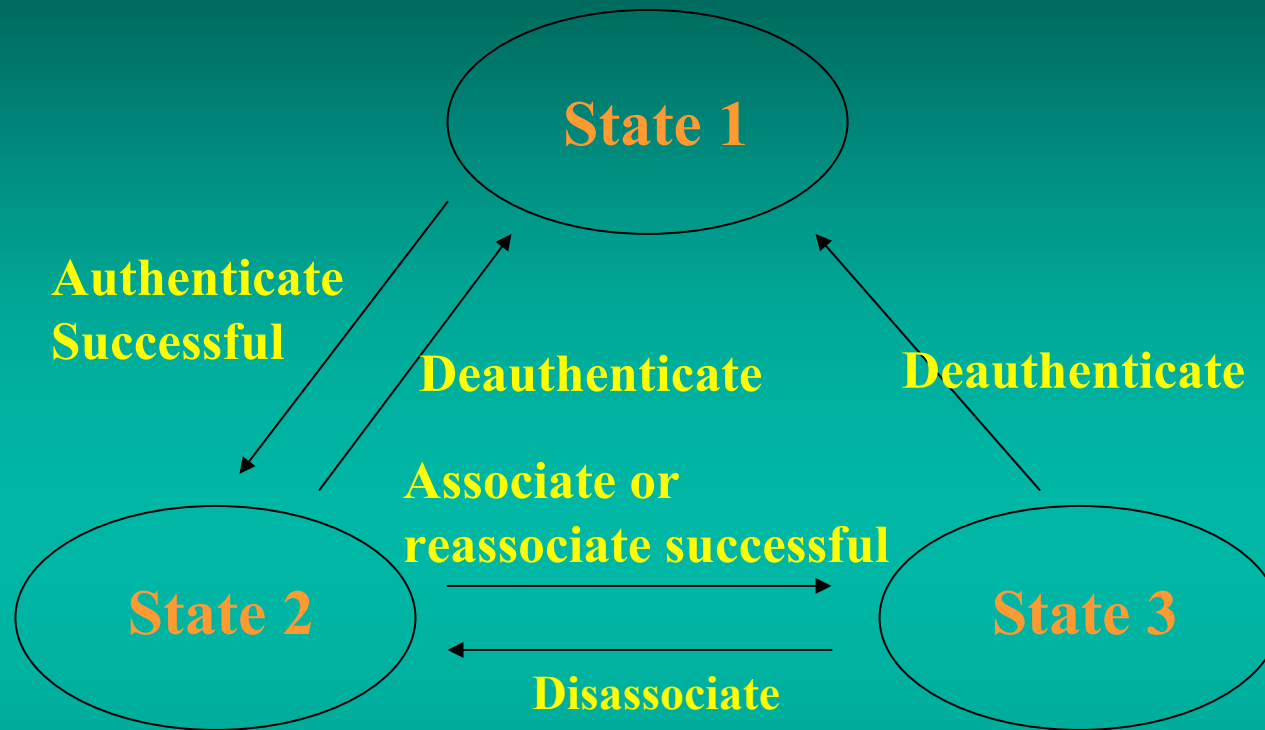 State 1
Authenticate
Successful
Deauthenticate
Deauthenticate
Associate or
reassociate successful
State 2
State 3
Disassociate